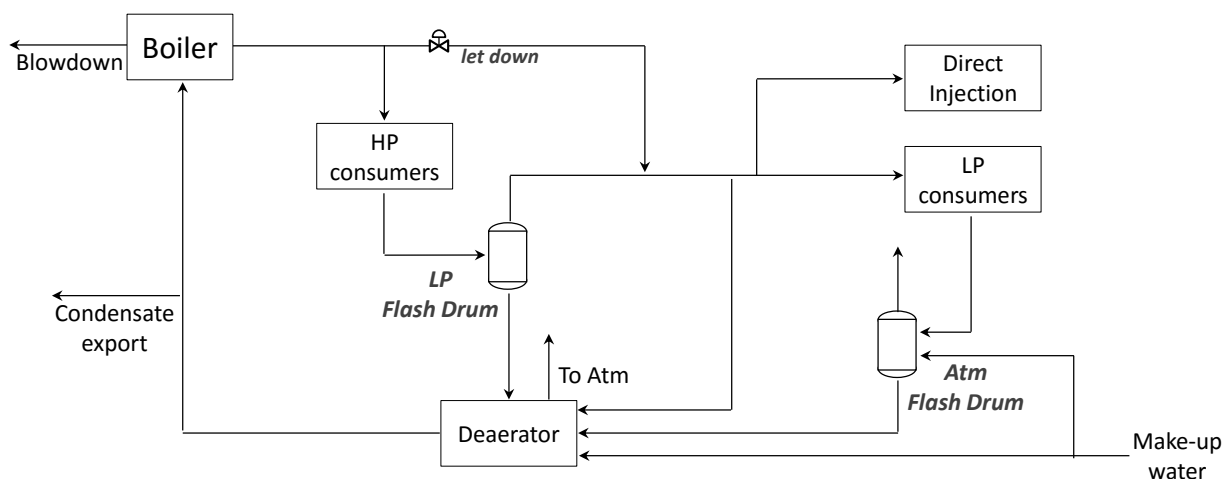 Boiler
Blowdown
let down
Direct
Injection
HP
consumers
LP
consumers
LP
Flash Drum
Condensate
export
To Atm
Atm
Flash Drum
Deaerator
Make-up
water